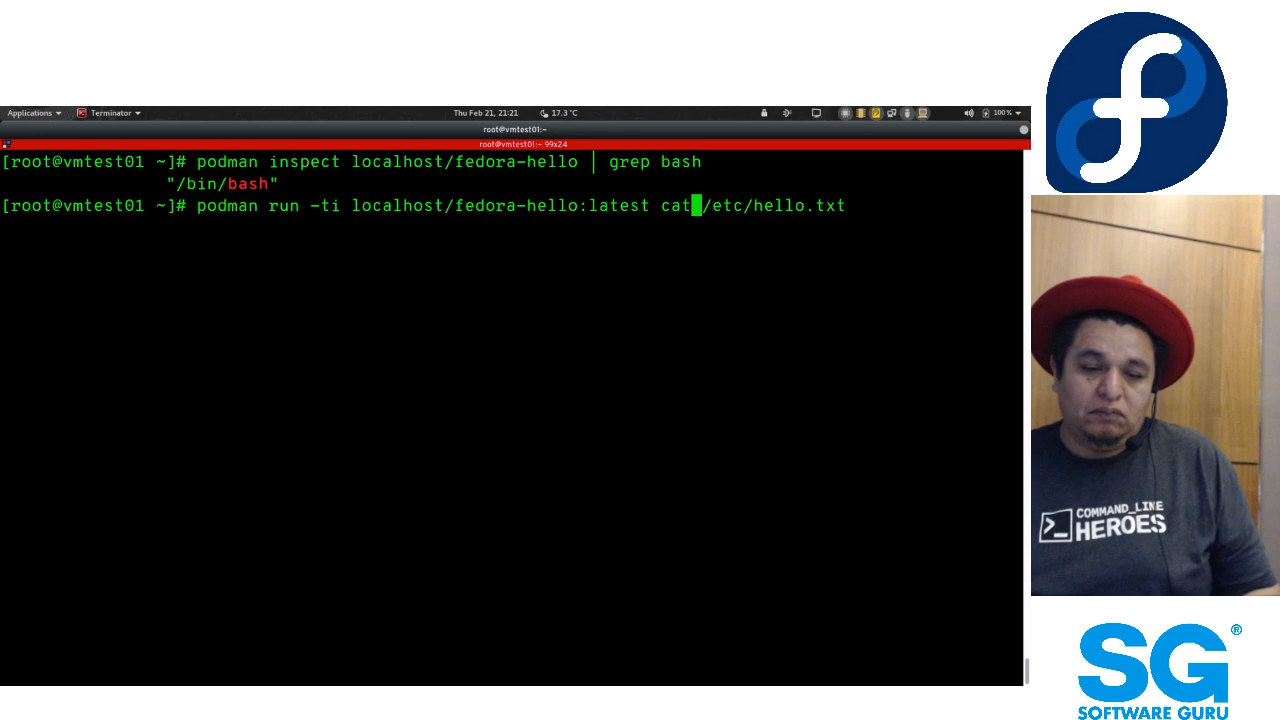 Applications Terminator Thu Feb 21, 21:21 17.3 °C 100%
root@vmtest01:~
root@vmtest01:~ 99x24
[root@vmtest01 ~]# podman inspect localhost/fedora-hello | grep bash
"/bin/bash"
[root@vmtest01 ~]# podman run -ti localhost/fedora-hello:latest cat /etc/hello.txt
>_ COMMAND_LINE
HEROES
SG®
SOFTWARE GURU